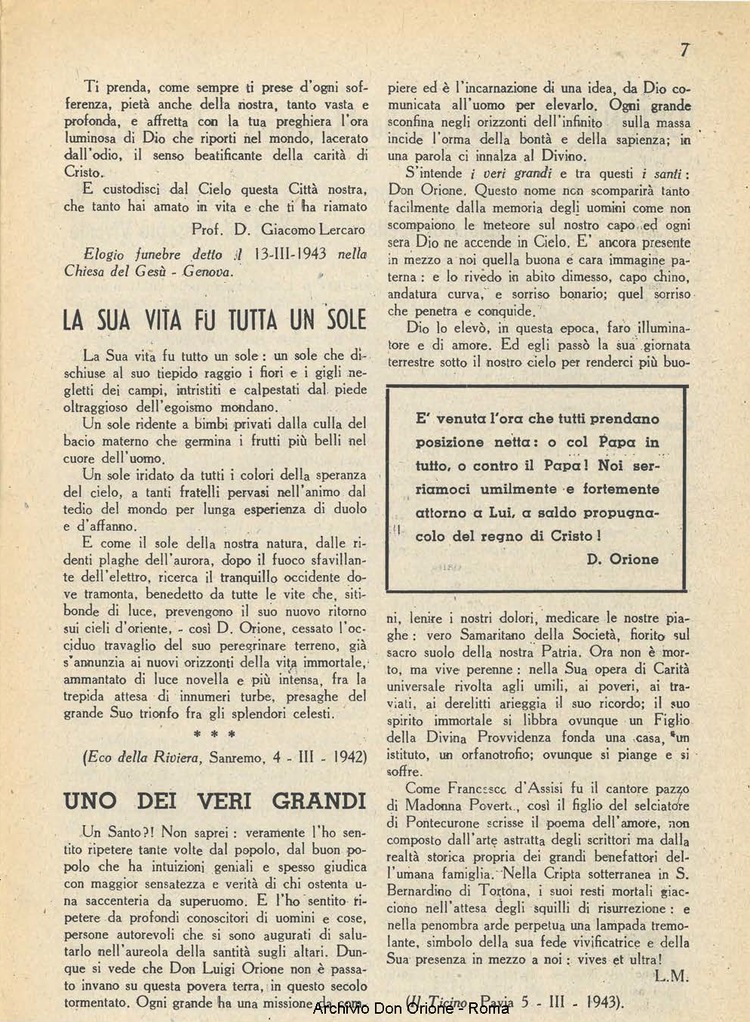 7
Ti prenda, come sempre ti prese d'ogni sof-
ferenza, pietà anche della nostra, tanto vasta e
profonda, e affretta con la tua preghiera l'ora
luminosa di Dio che riporti nel mondo, lacerato
dall'odio, il senso beatificante della carità di
Cristo.
E custodisci dal Cielo questa Città nostra,
che tanto hai amato in vita e che ti ha riamato
Prof. D. Giacomo Lercaro
Elogio funebre detto il 13-III-1943 nella
Chiesa del Gesù - Genova.
LA SUA VITA FU TUTTA UN SOLE
La Sua vita fu tutto un sole : un sole che di-
schiuse al suo tiepido raggio i fiori e i gigli ne-
gletti dei campi, intristiti e calpestati dal piede
oltraggioso dell'egoismo mondano.
Un sole ridente a bimbi privati dalla culla del
bacio materno che germina i frutti più belli nel
cuore dell'uomo.
Un sole iridato da tutti i colori della speranza
del cielo, a tanti fratelli pervasi nell'animo dal
tedio del mondo per lunga esperienza di duolo
e d'affanno.
E come il sole della nostra natura, dalle ri-
denti plaghe dell'aurora, dopo il fuoco sfavillan-
te dell'elettro, ricerca il tranquillo occidente do-
ve tramonta, benedetto da tutte le vite che, siti-
bonde di luce, prevengono il suo nuovo ritorno
sui cieli d'oriente, - così D. Orione, cessato l'oc-
ciduo travaglio del suo peregrinare terreno, già
s'annunzia ai nuovi orizzonti della vita immortale,
ammantato di luce novella e più intensa, fra la
trepida attesa di innumeri turbe, presaghe del
grande Suo trionfo fra gli splendori celesti.
* * *
(Eco della Riviera, Sanremo, 4 - III - 1942)
UNO DEI VERI GRANDI
Un Santo?! Non saprei : veramente l'ho sen-
tito ripetere tante volte dal popolo, dal buon po-
polo che ha intuizioni geniali e spesso giudica
con maggior sensatezza e verità di chi ostenta u-
na saccenteria da superuomo. E l'ho sentito ri-
petere da profondi conoscitori di uomini e cose,
persone autorevoli che si sono augurati di salu-
tarlo nell'aureola della santità sugli altari. Dun-
que si vede che Don Luigi Orione non è passa-
to invano su questa povera terra, in questo secolo
tormentato. Ogni grande ha una missione da com-
piere ed è l'incarnazione di una idea, da Dio co-
municata all'uomo per elevarlo. Ogni grande
sconfina negli orizzonti dell'infinito sulla massa
incide l'orma della bontà e della sapienza; in
una parola ci innalza al Divino.
S'intende i veri grandi e tra questi i santi :
Don Orione. Questo nome non scomparirà tanto
facilmente dalla memoria degli uomini come non
scompaiono le meteore sul nostro capo ed ogni
sera Dio ne accende in Cielo. E' ancora presente
in mezzo a noi quella buona e cara immagine pa-
terna : e lo rivedo in abito dimesso, capo chino,
andatura curva, e sorriso bonario; quel sorriso
che penetra e conquide.
Dio lo elevò, in questa epoca, faro illumina-
tore e di amore. Ed egli passò la sua giornata
terrestre sotto il nostro cielo per renderci più buo-
E' venuta l'ora che tutti prendano
posizione netta: o col Papa in
tutto, o contro il Papa! Noi ser-
riamoci umilmente e fortemente
attorno a Lui, a saldo propugna-
colo del regno di Cristo!
D. Orione
ni, lenire i nostri dolori, medicare le nostre pia-
ghe : vero Samaritano della Società, fiorito sul
sacro suolo della nostra Patria. Ora non è mor-
to, ma vive perenne : nella Sua opera di Carità
universale rivolta agli umili, ai poveri, ai tra-
viati, ai derelitti arieggia il suo ricordo; il suo
spirito immortale si libbra ovunque un Figlio
della Divina Provvidenza fonda una casa, un
istituto, un orfanotrofio; ovunque si piange e si
soffre.
Come Francesco d'Assisi fu il cantore pazzo
di Madonna Povertà, così il figlio del selciatore
di Pontecurone scrisse il poema dell'amore, non
composto dall'arte astratta degli scrittori ma dalla
realtà storica propria dei grandi benefattori del-
l'umana famiglia. Nella Cripta sotterranea in S.
Bernardino di Tortona, i suoi resti mortali giac-
ciono nell'attesa degli squilli di risurrezione : e
nella penombra arde perpetua una lampada tremo-
lante, simbolo della sua fede vivificatrice e della
Sua presenza in mezzo a noi : vives et ultra!
L.M.
(Il Ticino, Pavia 5 - III - 1943).
Archivio Don Orione - Roma